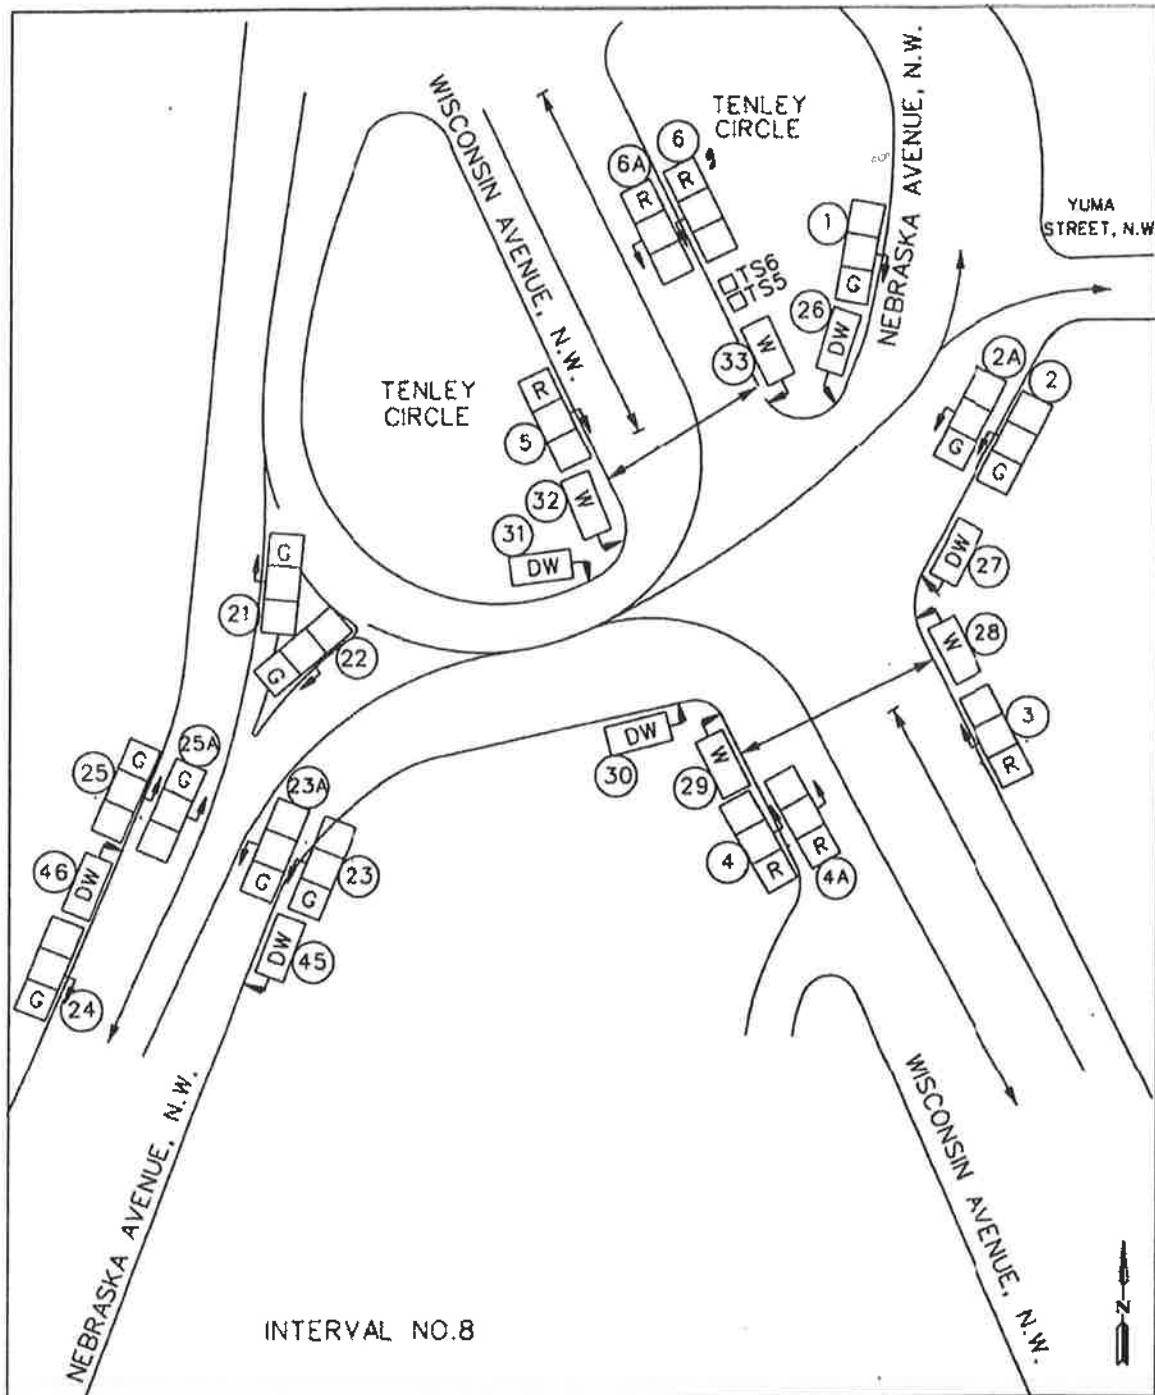 WISCONSIN AVENUE, N.W.
TENLEY
CIRCLE
NEBRASKA AVENUE, N.W.
YUMA
STREET, N.W
6A
R
6
R
1
G
TS6
TS5
26
DW
33
W
2A
G
2
G
TENLEY
CIRCLE
R
5
32
W
31
DW
DW
27
W
28
3
R
G
21
G
22
25
G
25A
G
46
DW
G
24
23A
G
23
G
DW
45
DW
30
W
29
4
R
R
4A
NEBRASKA AVENUE, N.W.
WISCONSIN AVENUE, N.W.
N
INTERVAL NO.8